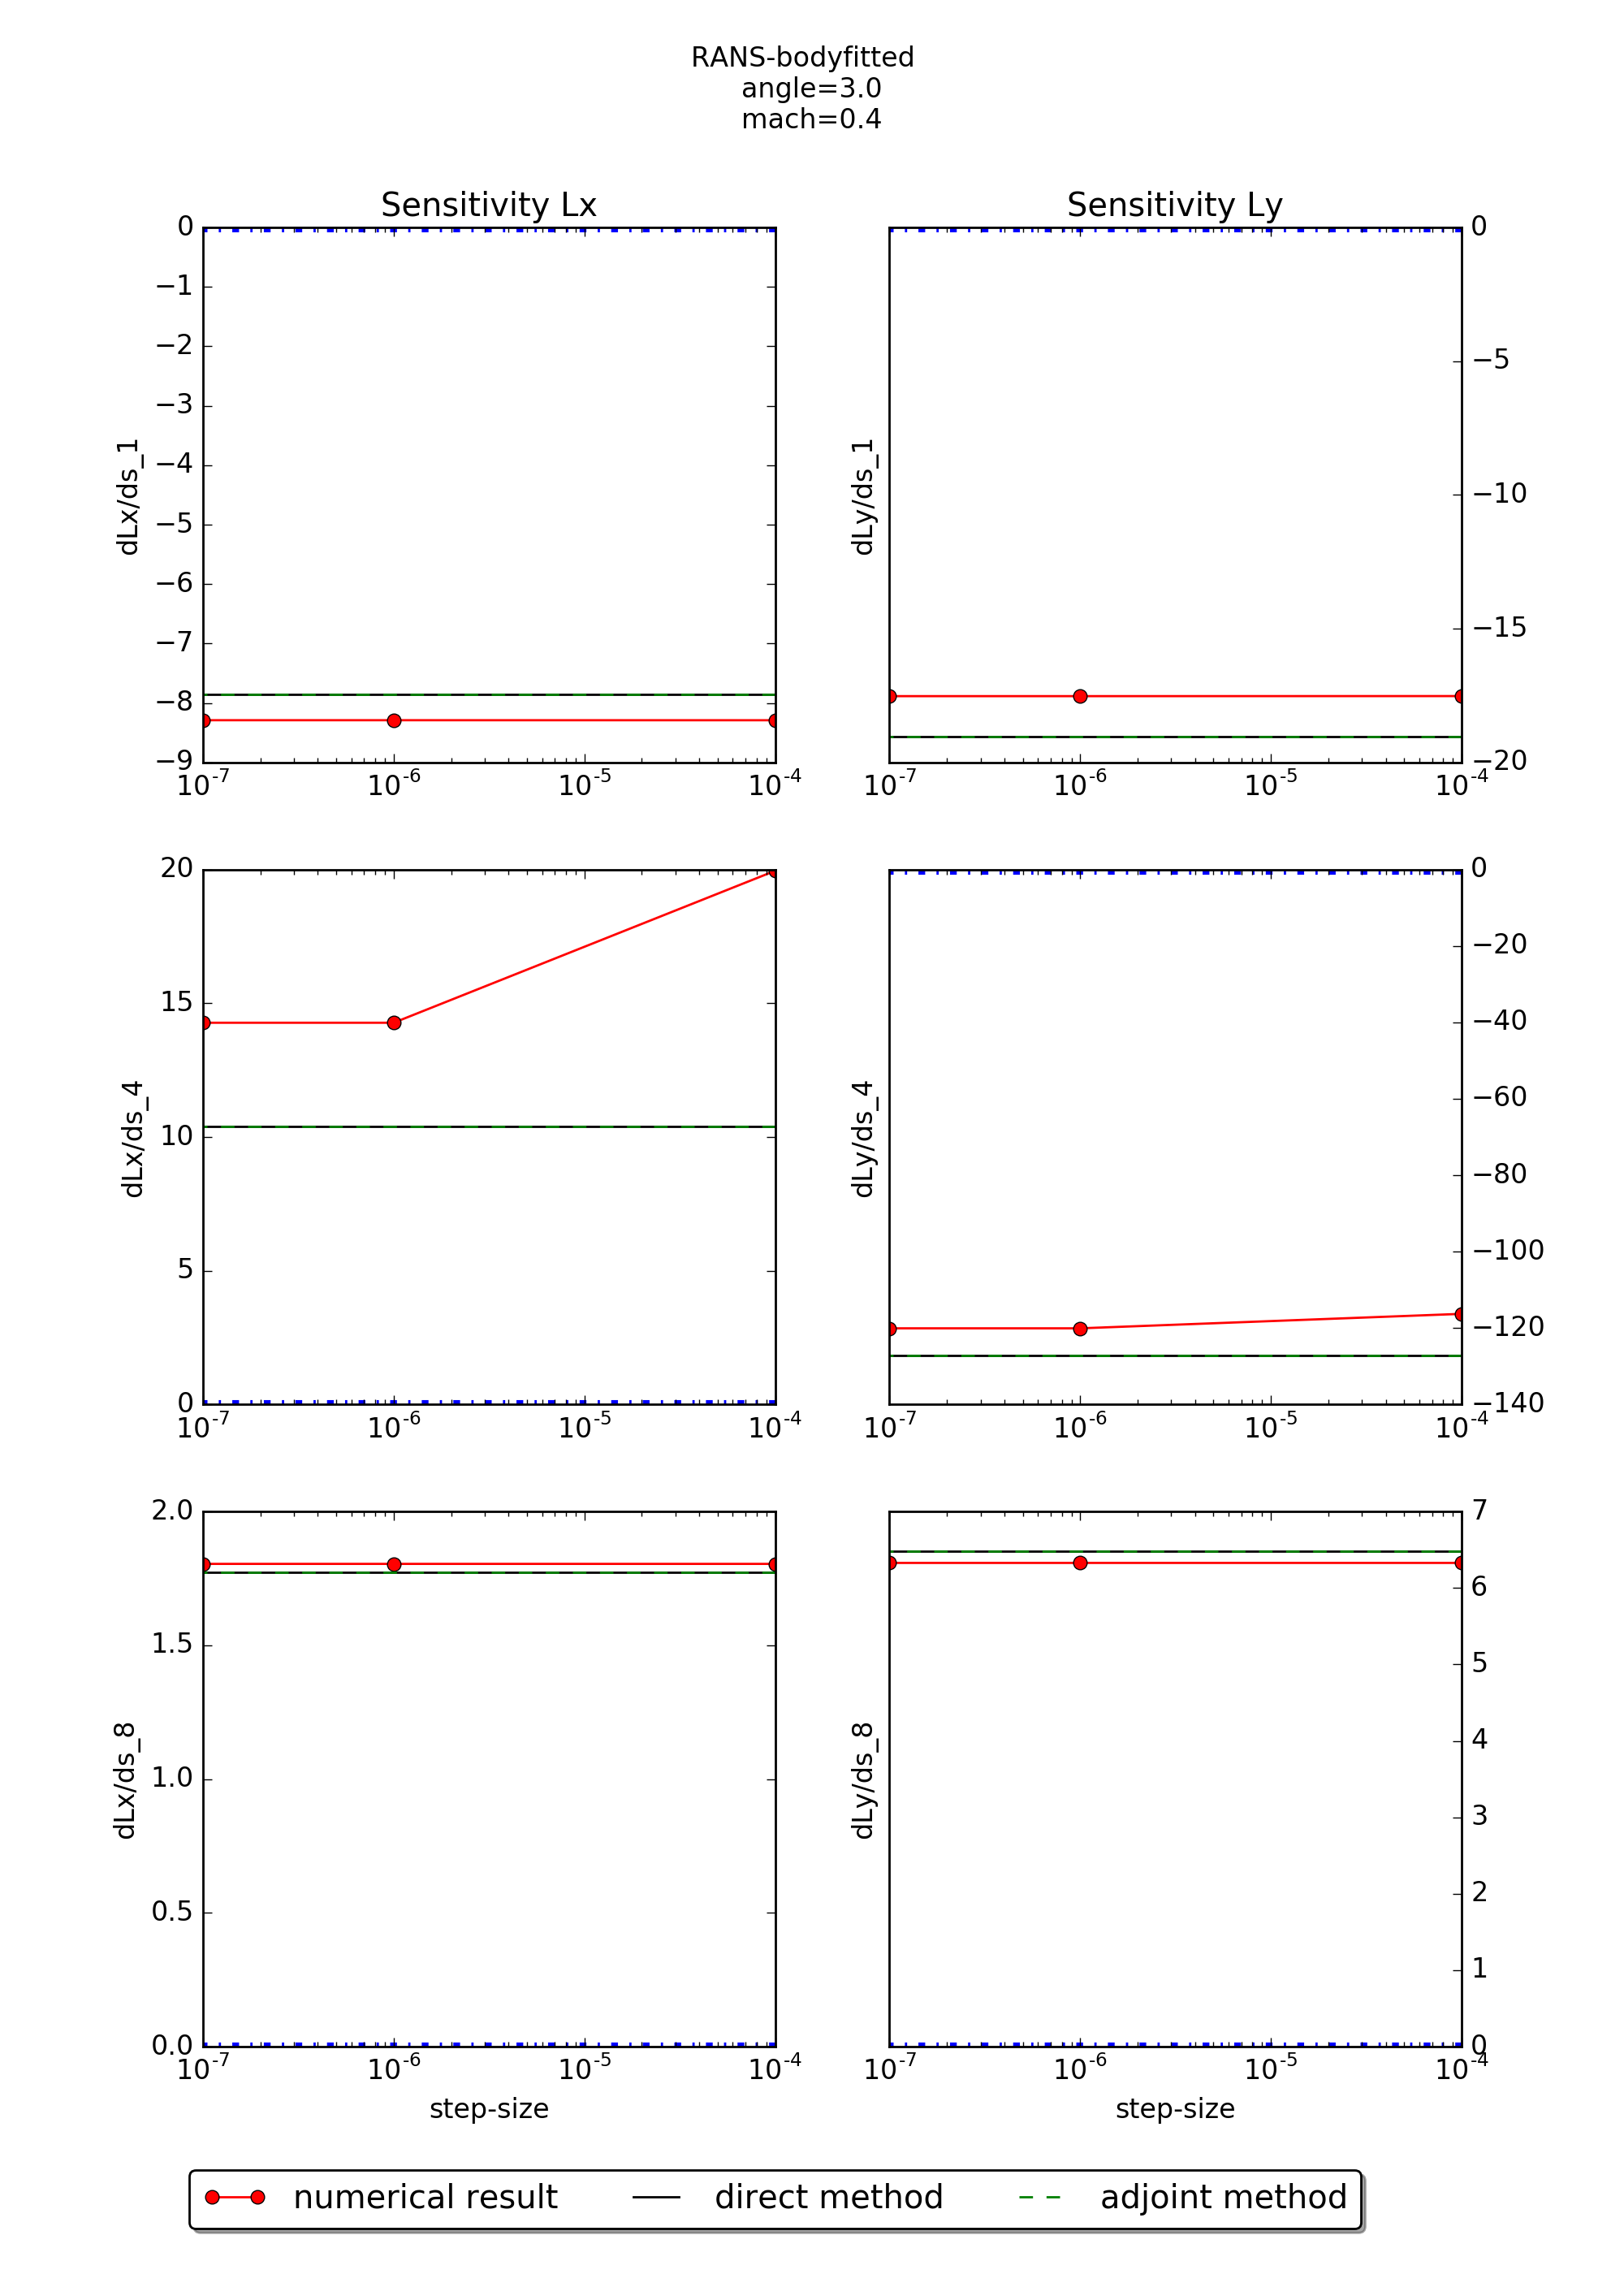 RANS-bodyfitted
angle=3.0
mach=0.4
Sensitivity Lx
Sensitivity Ly
dLx/ds_1
0
−1
−2
−3
−4
−5
−6
−7
−8
−9
10^-7 10^-6 10^-5 10^-4
dLy/ds_1
0
−5
−10
−15
−20
10^-7 10^-6 10^-5 10^-4
dLx/ds_4
20
15
10
5
0
10^-7 10^-6 10^-5 10^-4
dLy/ds_4
0
−20
−40
−60
−80
−100
−120
−140
10^-7 10^-6 10^-5 10^-4
dLx/ds_8
2.0
1.5
1.0
0.5
0.0
10^-7 10^-6 10^-5 10^-4
step-size
dLy/ds_8
7
6
5
4
3
2
1
0
10^-7 10^-6 10^-5 10^-4
step-size
numerical result direct method adjoint method